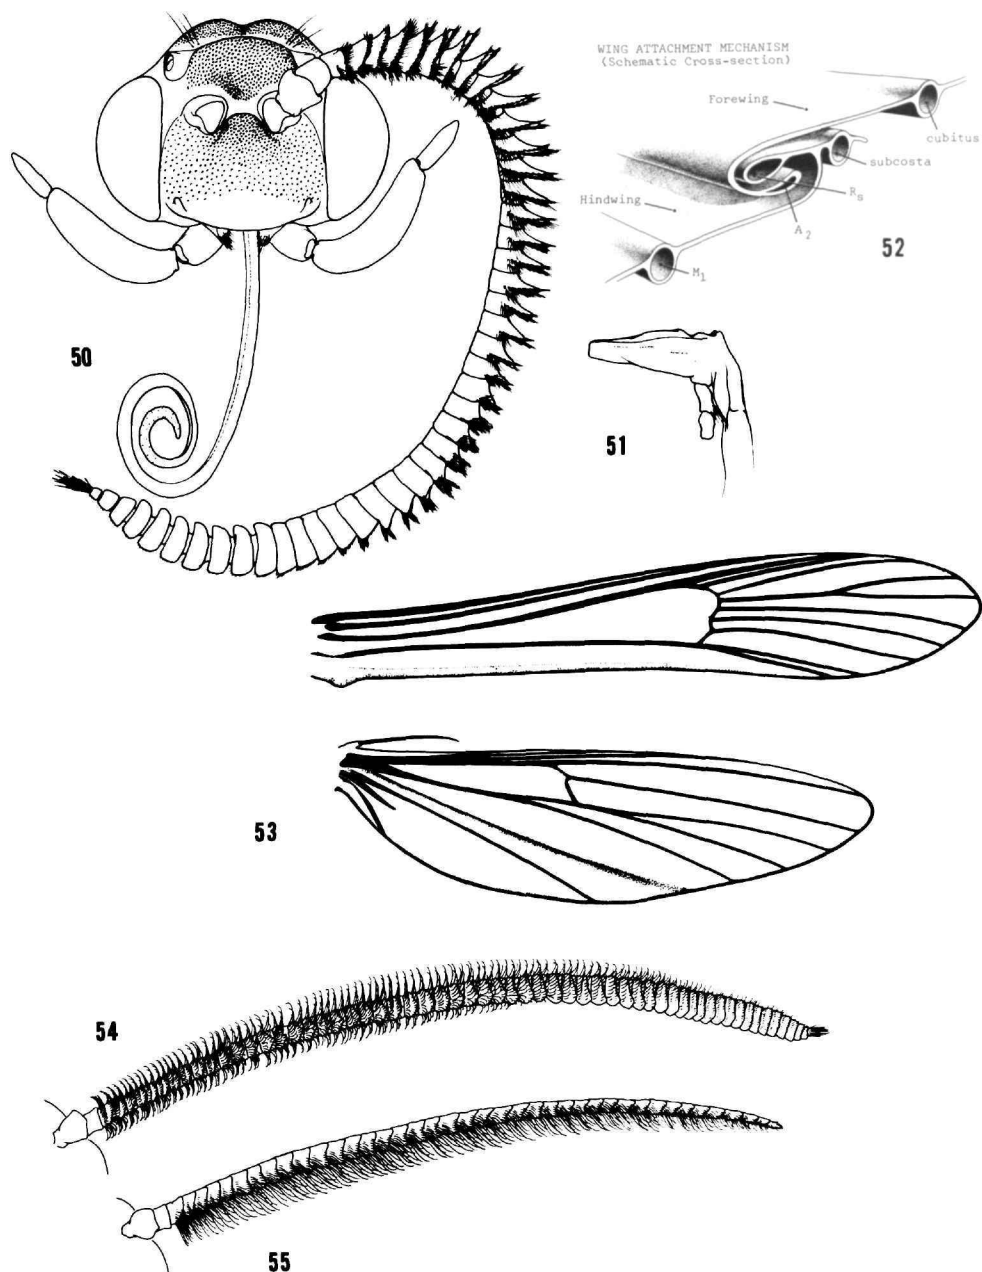 WING ATTACHMENT MECHANISM
(Schematic Cross-section)
Forewing
cubitus
subcosta
Rs
Hindwing
A2
52
M1
50
51
53
54
55